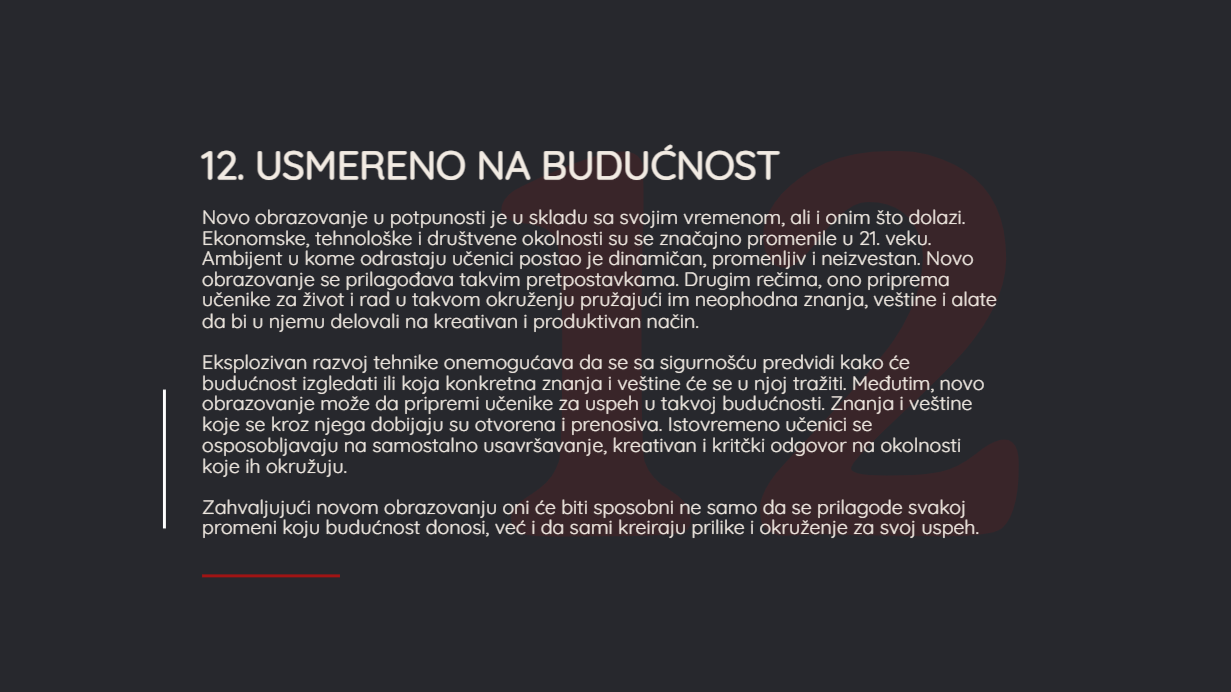 12. USMERENO NA BUDUĆNOST
Novo obrazovanje u potpunosti je u skladu sa svojim vremenom, ali i onim što dolazi.
Ekonomske, tehnološke i društvene okolnosti su se značajno promenile u 21. veku.
Ambijent u kome odrastaju učenici postao je dinamičan, promenljiv i neizvestan. Novo
obrazovanje se prilagođava takvim pretpostavkama. Drugim rečima, ono priprema
učenike za život i rad u takvom okruženju pružajući im neophodna znanja, veštine i alate
da bi u njemu delovali na kreativan i produktivan način.
Eksplozivan razvoj tehnike onemogućava da se sa sigurnošću predvidi kako će
budućnost izgledati ili koja konkretna znanja i veštine će se u njoj tražiti. Međutim, novo
obrazovanje može da pripremi učenike za uspeh u takvoj budućnosti. Znanja i veštine
koje se kroz njega dobijaju su otvorena i prenosiva. Istovremeno učenici se
osposobljavaju na samostalno usavršavanje, kreativan i kritčki odgovor na okolnosti
koje ih okružuju.
Zahvaljujući novom obrazovanju oni će biti sposobni ne samo da se prilagode svakoj
promeni koju budućnost donosi, već i da sami kreiraju prilike i okruženje za svoj uspeh.
12